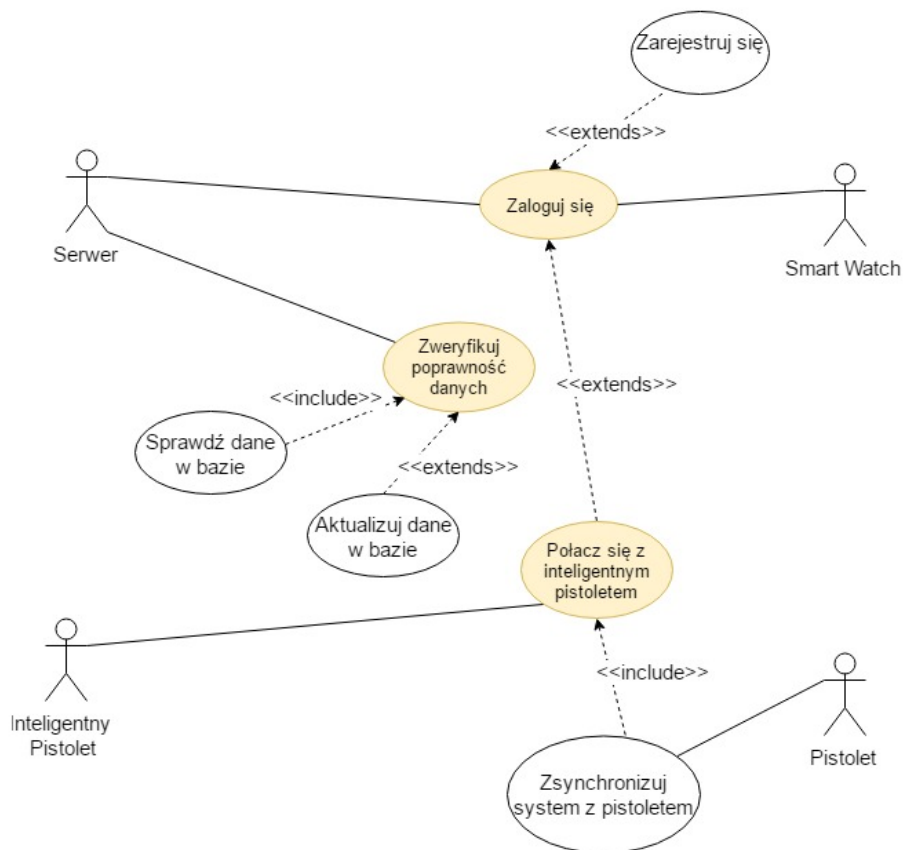 Zarejestruj się
<<extends>>
Zaloguj się
Serwer
Smart Watch
Zweryfikuj
poprawność
danych
<<extends>>
<<include>>
Sprawdź dane
w bazie
<<extends>>
Aktualizuj dane
w bazie
Połacz się z
inteligentnym
pistoletem
<<include>>
Inteligentny
Pistolet
Pistolet
Zsynchronizuj
system z pistoletem